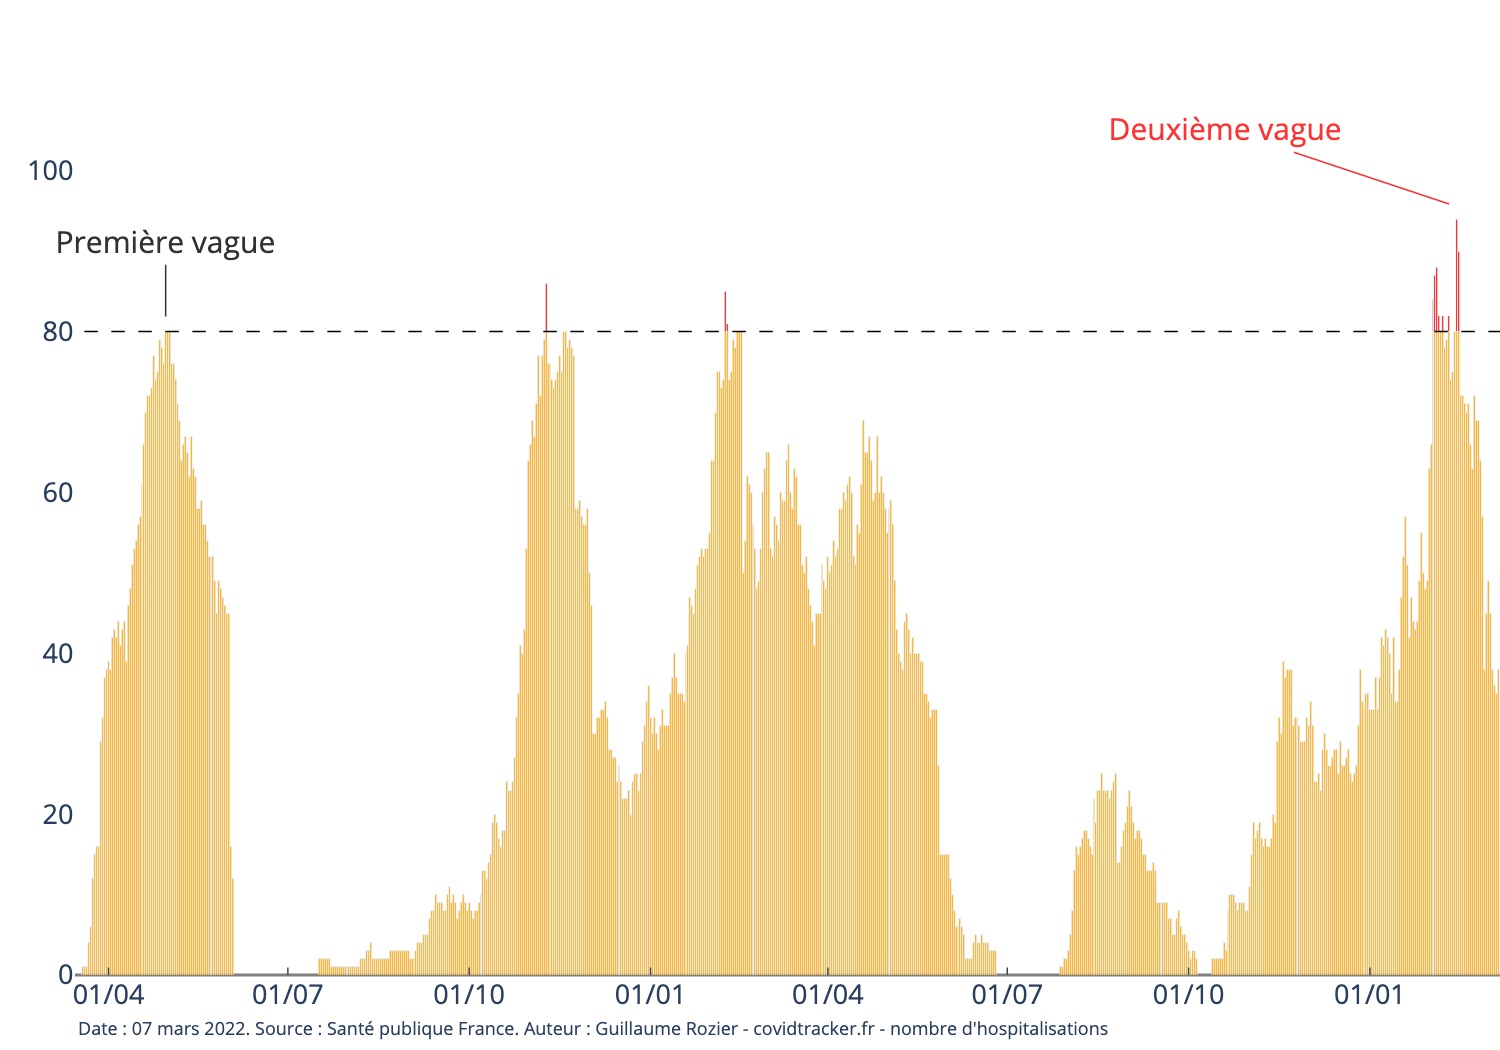 Deuxième vague
100
Première vague
80
60
40
20
0
01/04 01/07 01/10 01/01 01/04 01/07 01/10 01/01
Date : 07 mars 2022. Source : Santé publique France. Auteur : Guillaume Rozier - covidtracker.fr - nombre d'hospitalisations